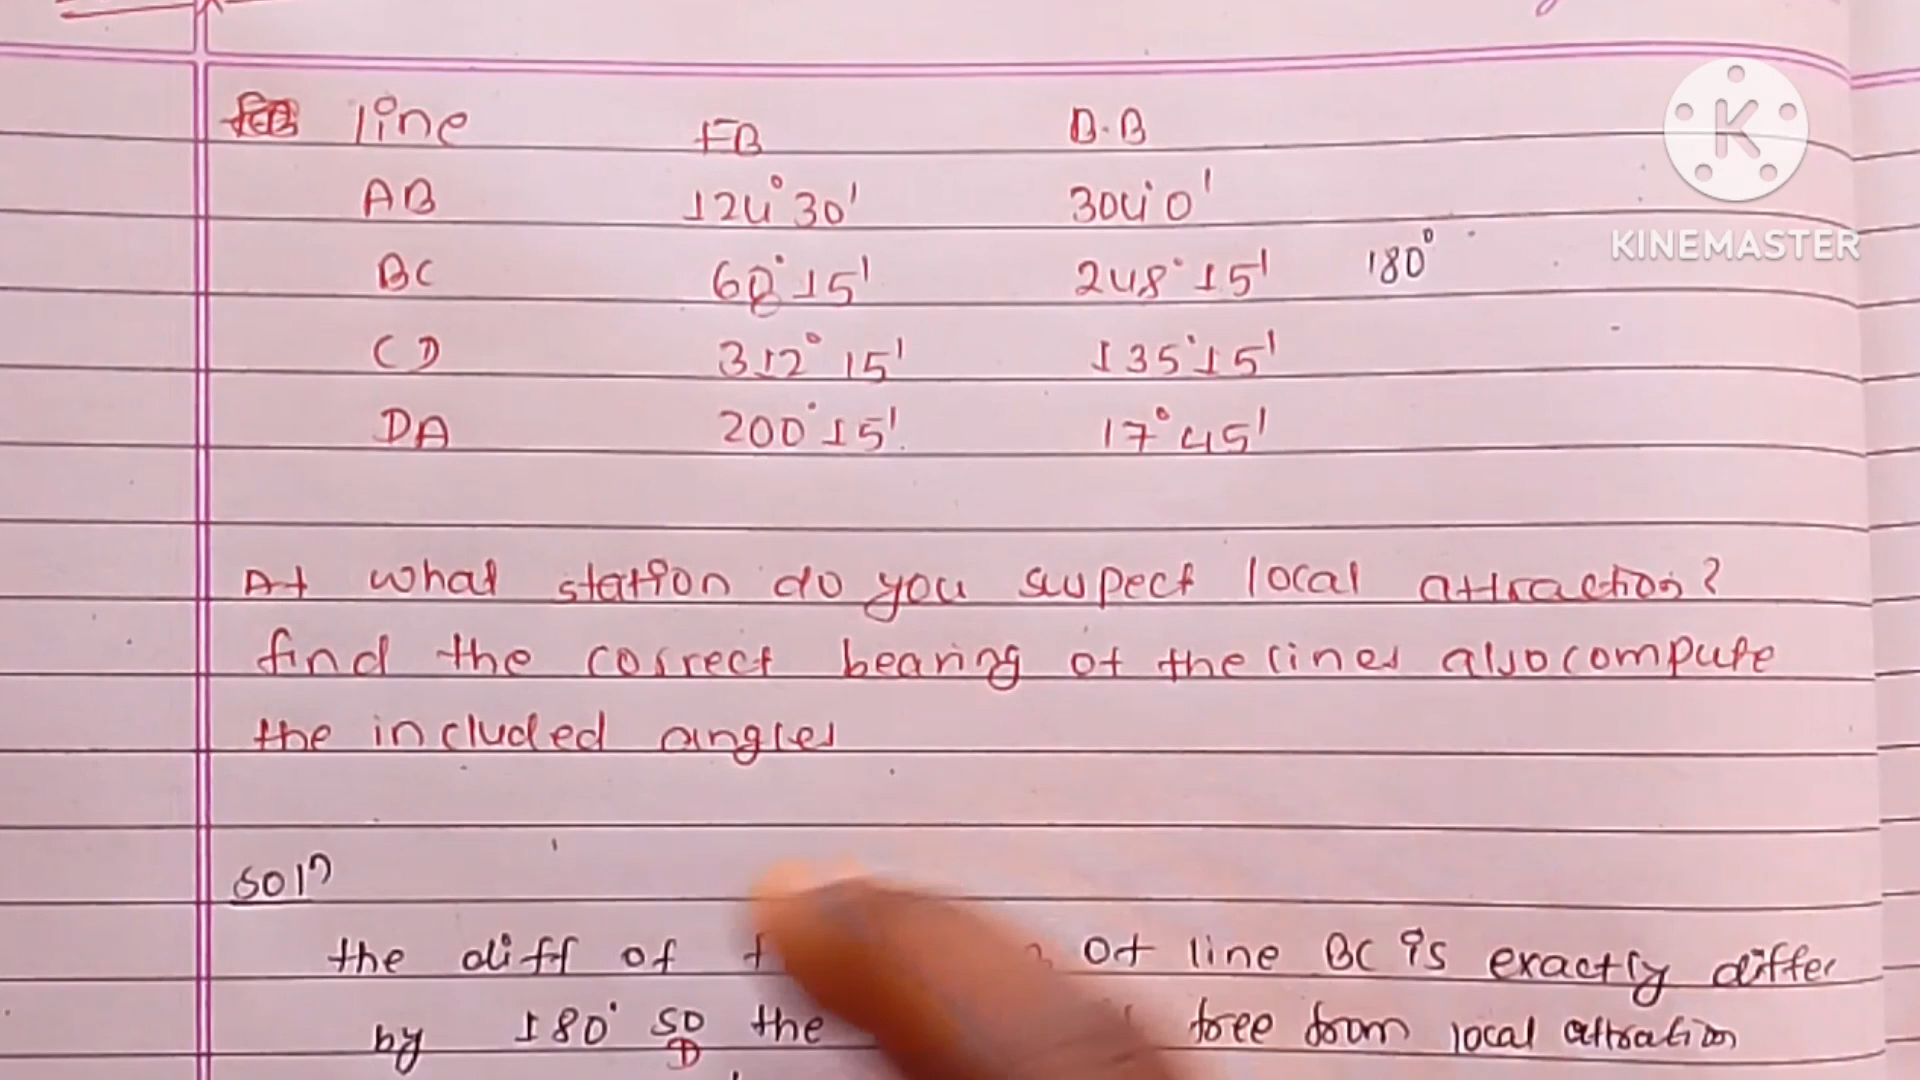 line FB B.B
AB 124°30' 304°0'
BC 68°15' 248°15' 180°
CD 312°15' 135°15'
DA 200°15' 17°45'
KINEMASTER
At what station do you suspect local attraction?
find the correct bearing of the lines also compute
the included angles
soln
the diff of of line BC is exactly differ
by 180° so the free from local attration
D